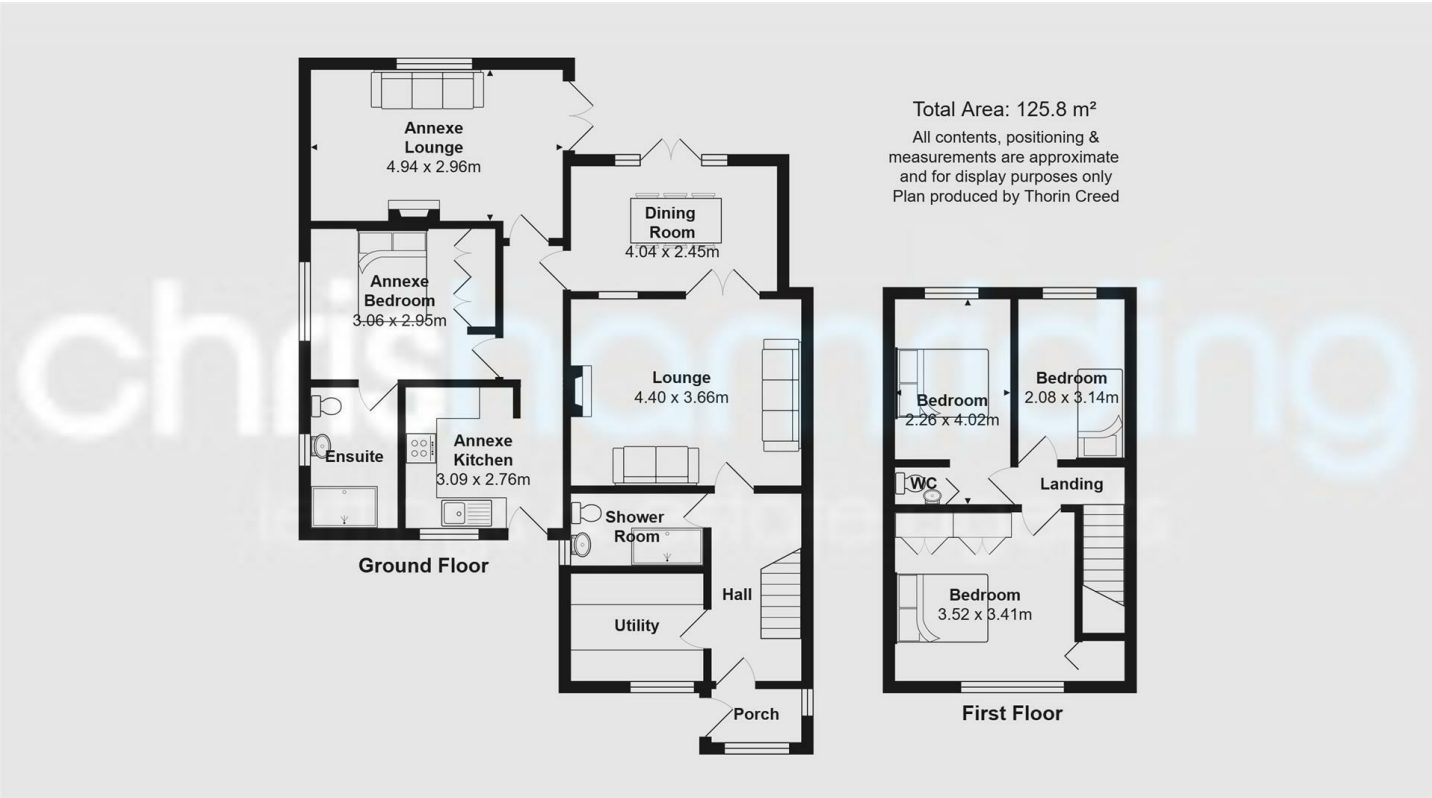 Total Area: 125.8 m²
All contents, positioning &
measurements are approximate
and for display purposes only
Plan produced by Thorin Creed
Annexe
Lounge
4.94 x 2.96m
Dining
Room
4.04 x 2.45m
Annexe
Bedroom
3.06 x 2.95m
Lounge
4.40 x 3.66m
Annexe
Kitchen
3.09 x 2.76m
Ensuite
Shower
Room
Hall
Utility
Porch
Ground Floor
Bedroom
2.26 x 4.02m
Bedroom
2.08 x 3.14m
WC
Landing
Bedroom
3.52 x 3.41m
First Floor
chrishamriding